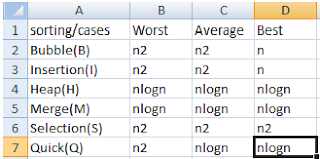 A B C D
1 sorting/cases Worst Average Best
2 Bubble(B) n2 n2 n
3 Insertion(I) n2 n2 n
4 Heap(H) nlogn nlogn nlogn
5 Merge(M) nlogn nlogn nlogn
6 Selection(S) n2 n2 n2
7 Quick(Q) n2 nlogn nlogn